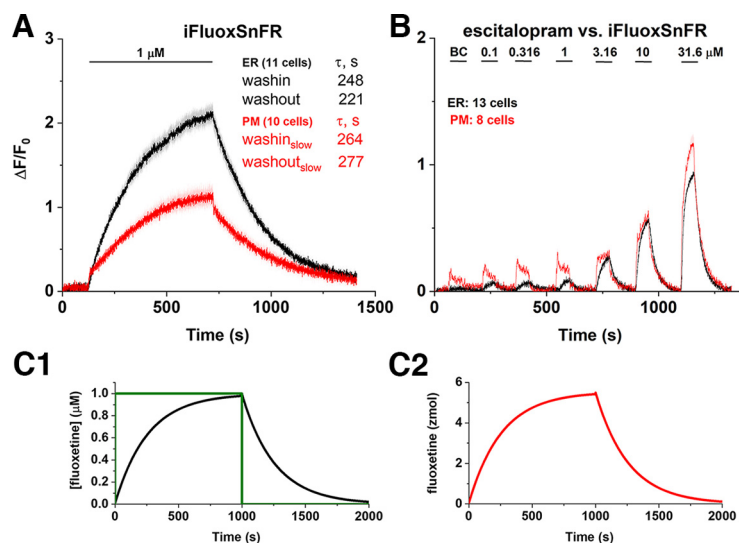 A
iFluoxSnFR
1 µM
ER (11 cells) τ, s
washin 248
washout 221
PM (10 cells) τ, s
washin_slow 264
washout_slow 277
ΔF/F₀
3
2
1
0
0 500 1000 1500
Time (s)
B
escitalopram vs. iFluoxSnFR
BC 0.1 0.316 1 3.16 10 31.6 µM
ER: 13 cells
PM: 8 cells
2
1
0
0 500 1000
Time (s)
C1
[fluoxetine] (µM)
1.0
0.8
0.6
0.4
0.2
0.0
0 500 1000 1500 2000
Time (s)
C2
fluoxetine (zmol)
6
4
2
0
0 500 1000 1500 2000
Time (s)